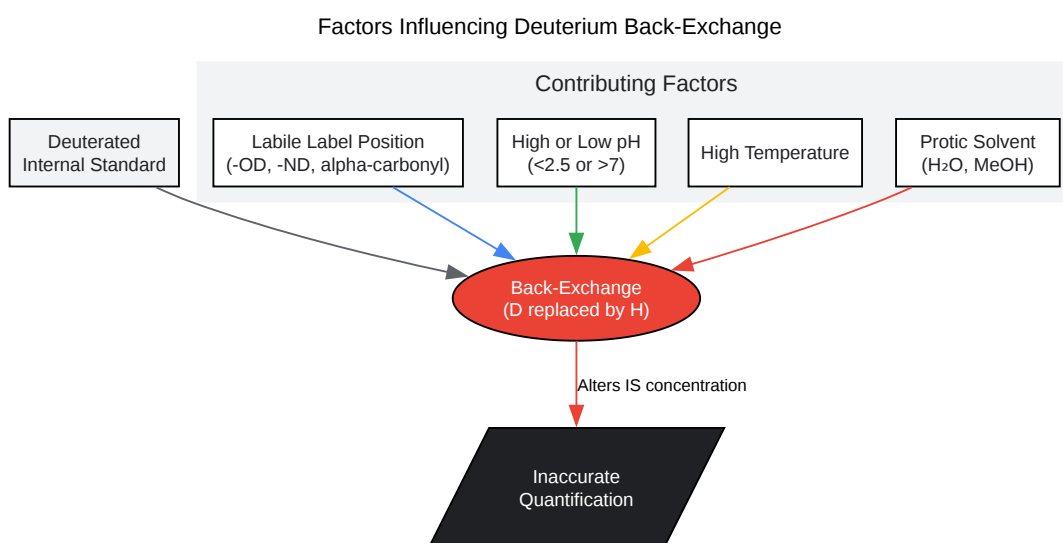 Factors Influencing Deuterium Back-Exchange
Contributing Factors
Deuterated
Internal Standard
Labile Label Position
(-OD, -ND, alpha-carbonyl)
High or Low pH
(<2.5 or >7)
High Temperature
Protic Solvent
(H₂O, MeOH)
Back-Exchange
(D replaced by H)
Alters IS concentration
Inaccurate
Quantification